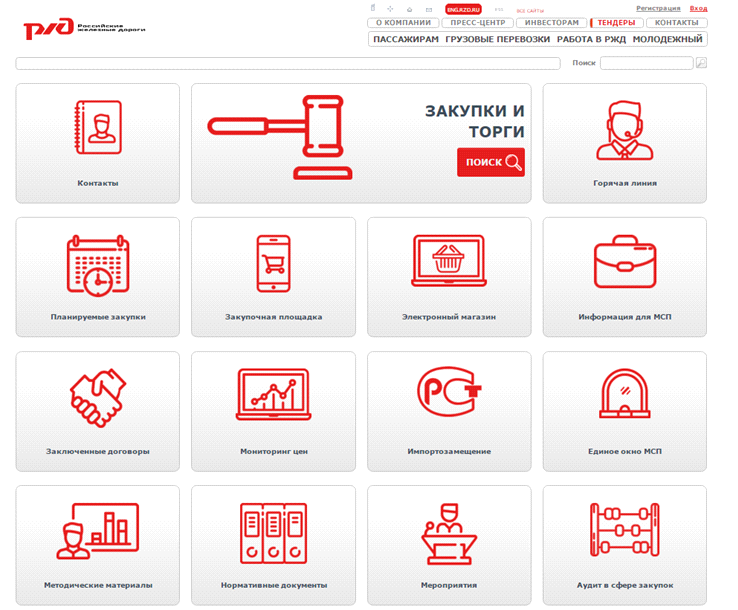 РЖД Российские
железные дороги
ENG.RZD.RU
ВСЕ САЙТЫ
Регистрация Вход
О КОМПАНИИ ПРЕСС-ЦЕНТР ИНВЕСТОРАМ ТЕНДЕРЫ КОНТАКТЫ
ПАССАЖИРАМ ГРУЗОВЫЕ ПЕРЕВОЗКИ РАБОТА В РЖД МОЛОДЕЖНЫЙ
Поиск
ЗАКУПКИ И
ТОРГИ
ПОИСК
Контакты
Горячая линия
Планируемые закупки
Закупочная площадка
Электронный магазин
Информация для МСП
РСТ
Заключенные договоры
Мониторинг цен
Импортозамещение
Единое окно МСП
Методические материалы
Нормативные документы
Мероприятия
Аудит в сфере закупок